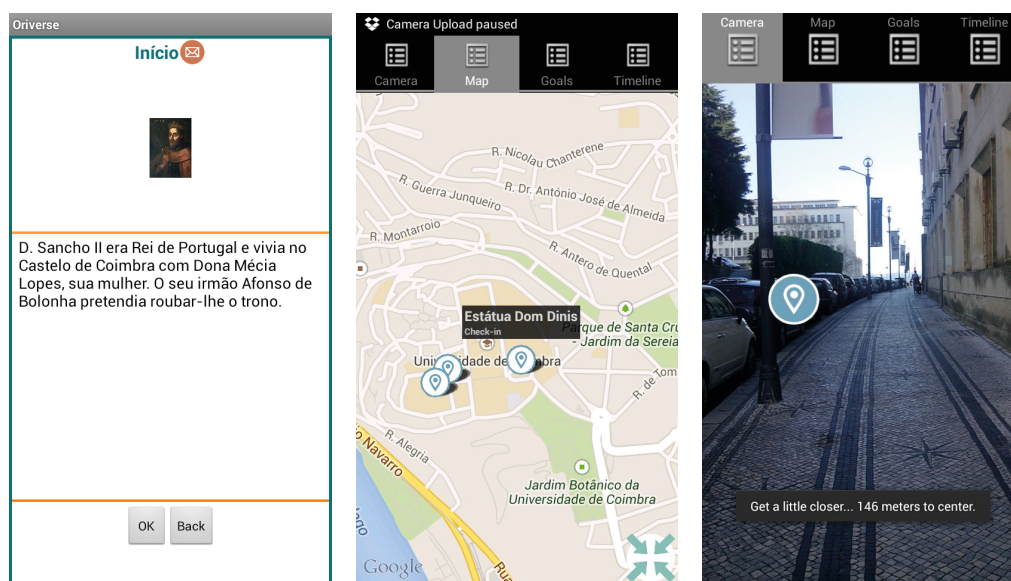 Oriverse
Início
D. Sancho II era Rei de Portugal e vivia no
Castelo de Coimbra com Dona Mécia
Lopes, sua mulher. O seu irmão Afonso de
Bolonha pretendia roubar-lhe o trono.
OK
Back
Camera Upload paused
Camera
Map
Goals
Timeline
R. Nicolau Chanterene
R. Guerra Junqueiro
R. Dr. António José de Almeida
R. Montarroio
R. Antero de Quental
Estátua Dom Dinis
Check-in
Parque de Santa Cru
- Jardim da Sereia
R. de Tom
R. Alegria
Navarro
Jardim Botânico da
Universidade de Coimbra
Google
Rua
Camera
Map
Goals
Timeline
Get a little closer... 146 meters to center.